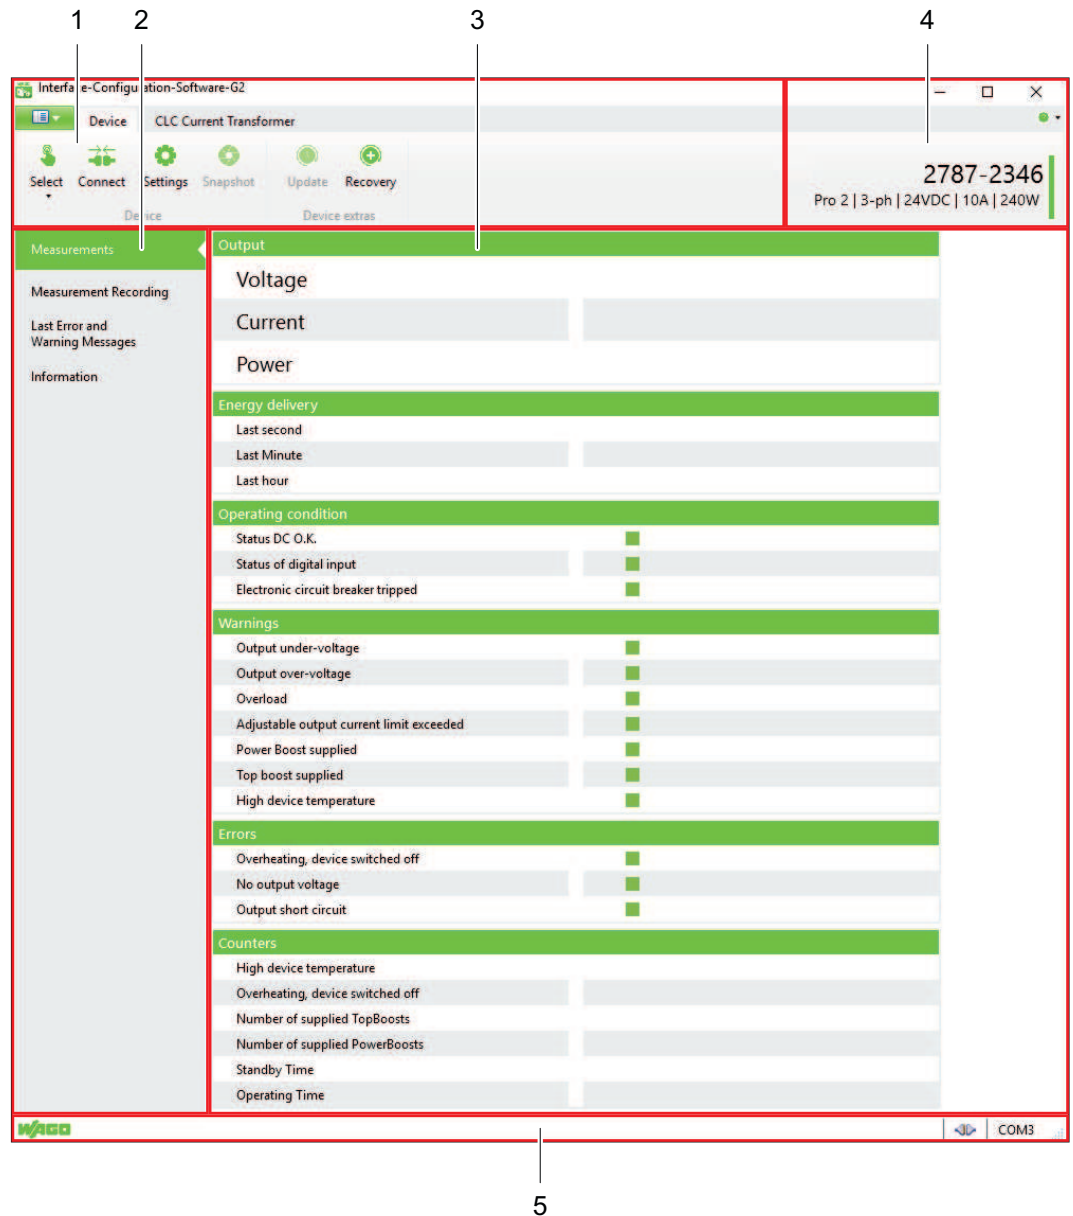 1 2 3 4
Interface-Configuration-Software-G2
Device CLC Current Transformer
Select Connect Settings Snapshot Update Recovery
Device Device extras
2787-2346
Pro 2 | 3-ph | 24VDC | 10A | 240W
Measurements
Measurement Recording
Last Error and
Warning Messages
Information
Output
Voltage
Current
Power
Energy delivery
Last second
Last Minute
Last hour
Operating condition
Status DC O.K.
Status of digital input
Electronic circuit breaker tripped
Warnings
Output under-voltage
Output over-voltage
Overload
Adjustable output current limit exceeded
Power Boost supplied
Top boost supplied
High device temperature
Errors
Overheating, device switched off
No output voltage
Output short circuit
Counters
High device temperature
Overheating, device switched off
Number of supplied TopBoosts
Number of supplied PowerBoosts
Standby Time
Operating Time
WAGO COM3
5